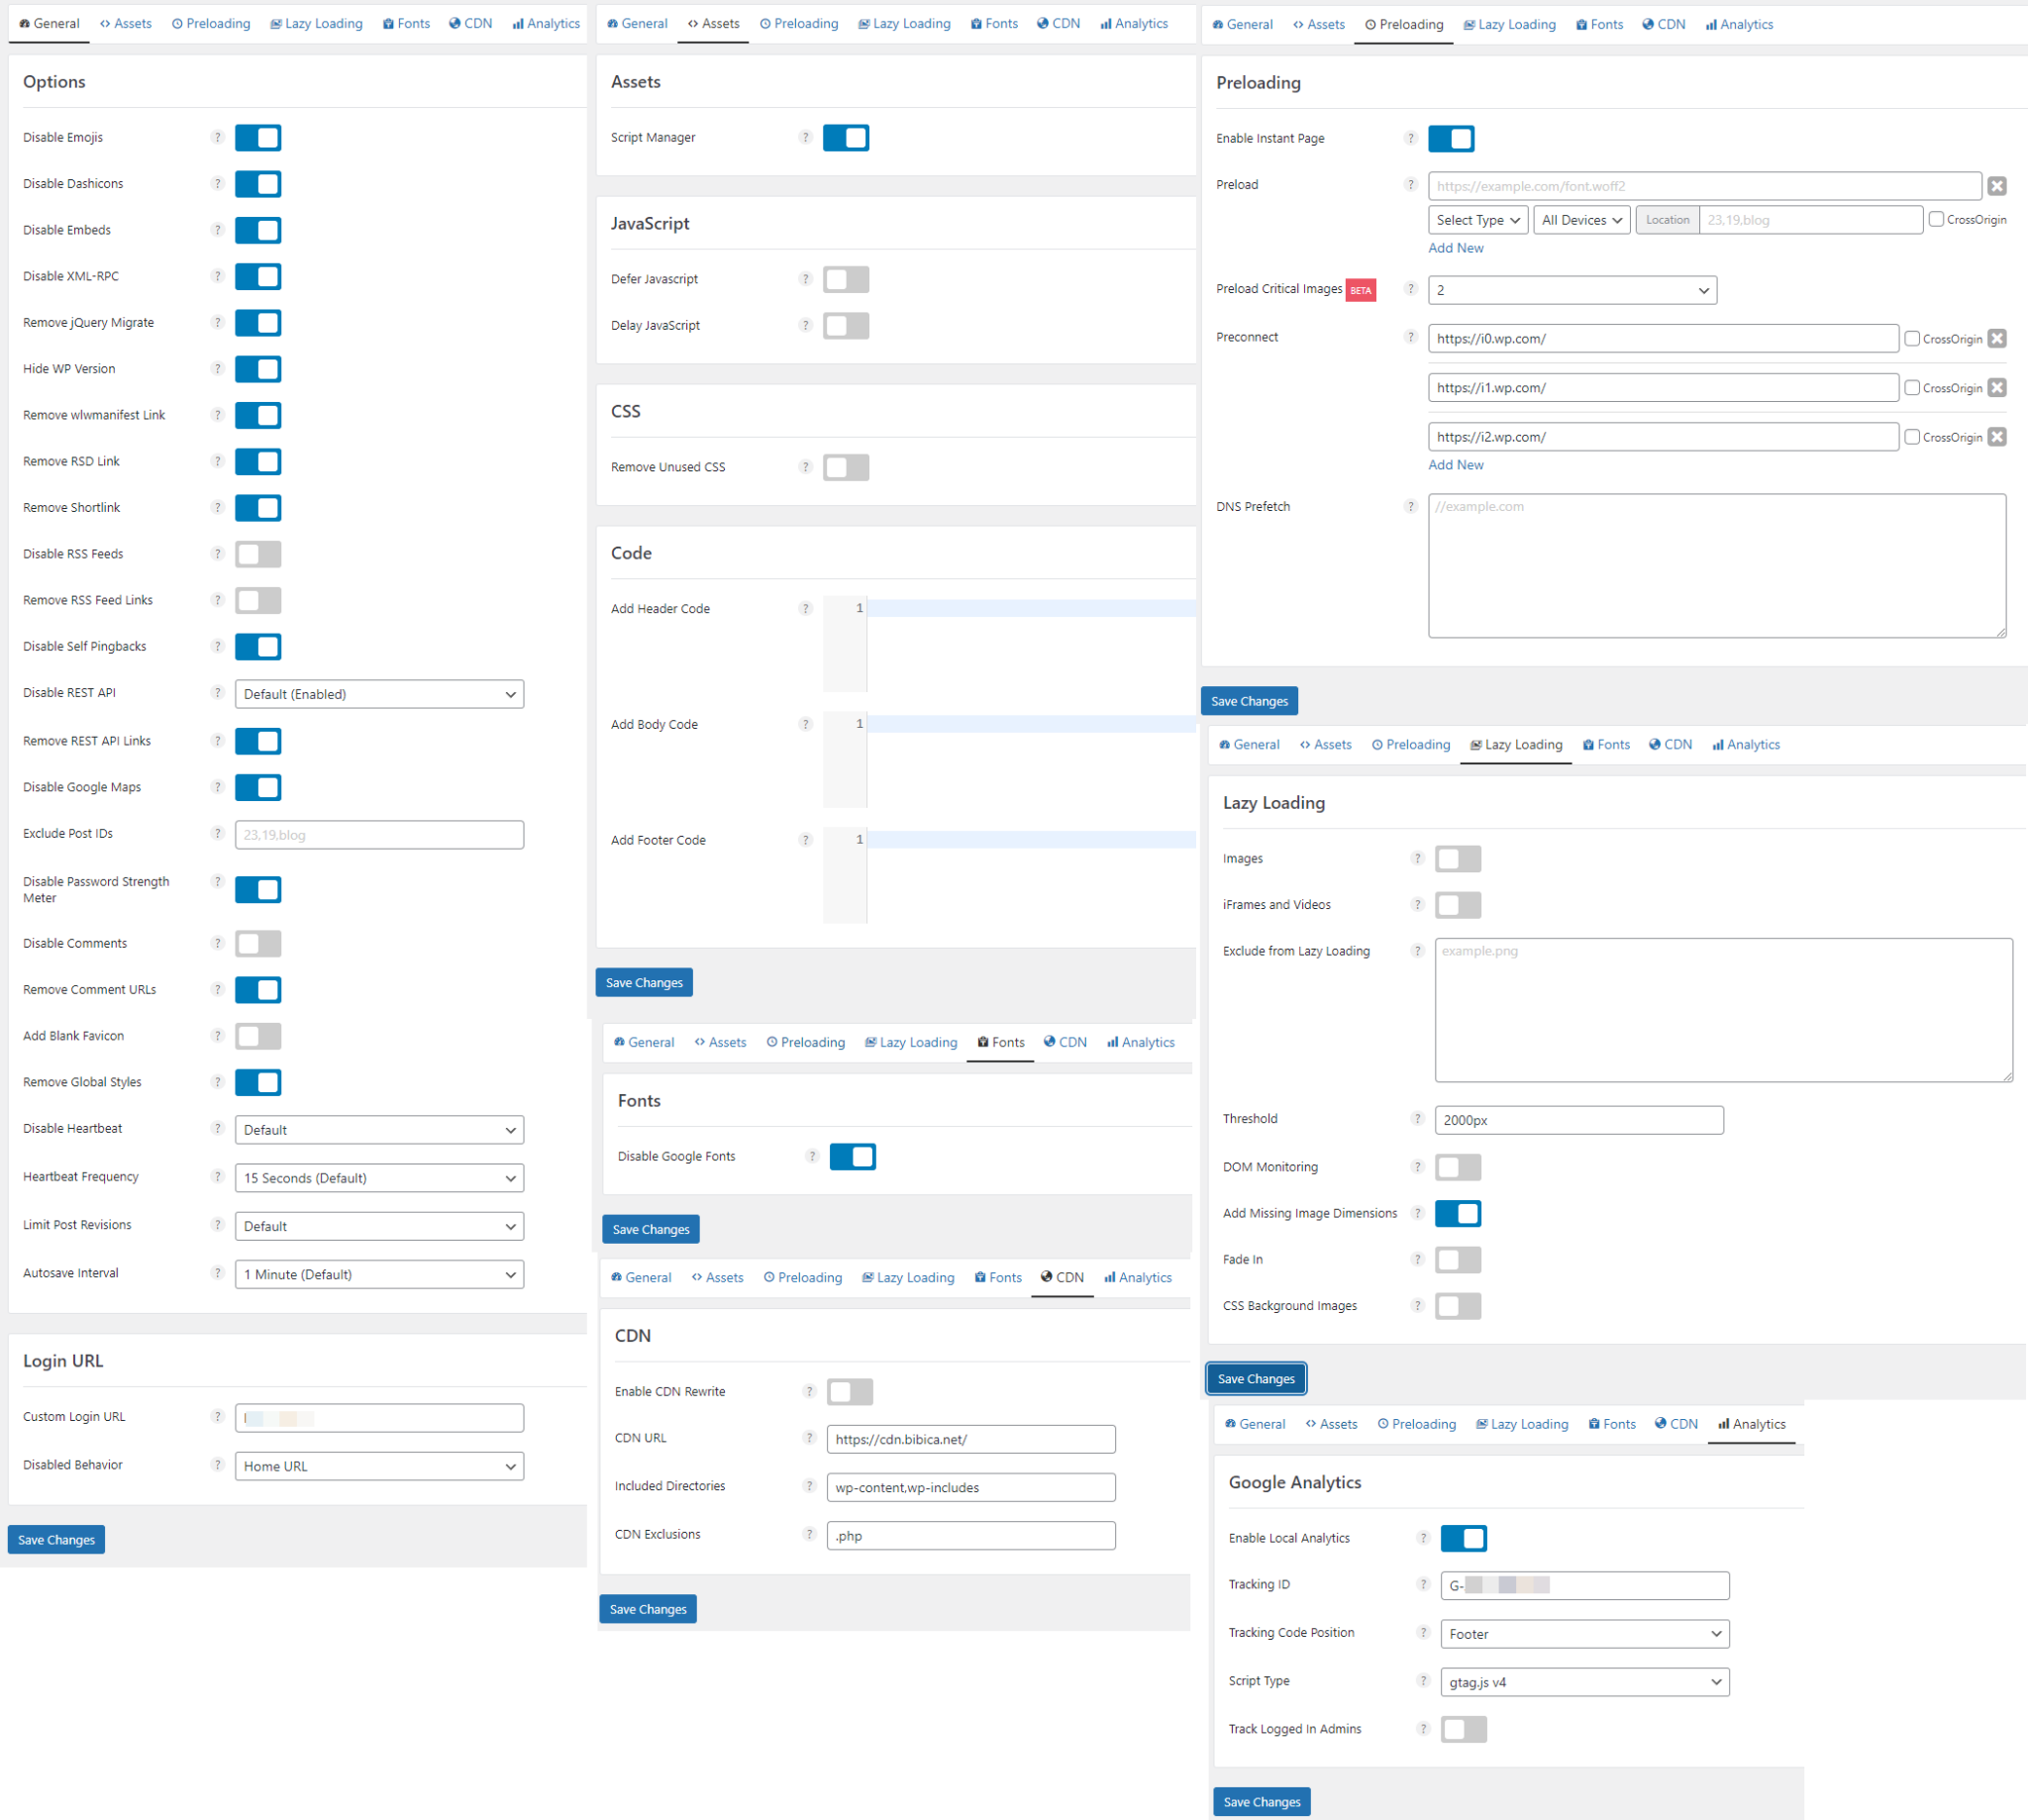 General Assets Preloading Lazy Loading Fonts CDN Analytics
Options
Disable Emojis ?
Disable Dashicons ?
Disable Embeds ?
Disable XML-RPC ?
Remove jQuery Migrate ?
Hide WP Version ?
Remove wlwmanifest Link ?
Remove RSD Link ?
Remove Shortlink ?
Disable RSS Feeds ?
Remove RSS Feed Links ?
Disable Self Pingbacks ?
Disable REST API ? Default (Enabled)
Remove REST API Links ?
Disable Google Maps ?
Exclude Post IDs ? 23,19,blog
Disable Password Strength ?
Meter
Disable Comments ?
Remove Comment URLs ?
Add Blank Favicon ?
Remove Global Styles ?
Disable Heartbeat ? Default
Heartbeat Frequency ? 15 Seconds (Default)
Limit Post Revisions ? Default
Autosave Interval ? 1 Minute (Default)
Login URL
Custom Login URL ?
Disabled Behavior ? Home URL
Save Changes
General Assets Preloading Lazy Loading Fonts CDN Analytics
Assets
Script Manager ?
JavaScript
Defer Javascript ?
Delay JavaScript ?
CSS
Remove Unused CSS ?
Code
Add Header Code ? 1
Add Body Code ? 1
Add Footer Code ? 1
Save Changes
General Assets Preloading Lazy Loading Fonts CDN Analytics
Fonts
Disable Google Fonts ?
Save Changes
General Assets Preloading Lazy Loading Fonts CDN Analytics
CDN
Enable CDN Rewrite ?
CDN URL ? https://cdn.bibica.net/
Included Directories ? wp-content,wp-includes
CDN Exclusions ? .php
Save Changes
General Assets Preloading Lazy Loading Fonts CDN Analytics
Preloading
Enable Instant Page ?
Preload ? https://example.com/font.woff2
Select Type All Devices Location 23,19,blog CrossOrigin
Add New
Preload Critical Images BETA ? 2
Preconnect ? https://i0.wp.com/ CrossOrigin
https://i1.wp.com/ CrossOrigin
https://i2.wp.com/ CrossOrigin
Add New
DNS Prefetch ? //example.com
Save Changes
General Assets Preloading Lazy Loading Fonts CDN Analytics
Lazy Loading
Images ?
iFrames and Videos ?
Exclude from Lazy Loading ? example.png
Threshold ? 2000px
DOM Monitoring ?
Add Missing Image Dimensions ?
Fade In ?
CSS Background Images ?
Save Changes
General Assets Preloading Lazy Loading Fonts CDN Analytics
Google Analytics
Enable Local Analytics ?
Tracking ID ? G-
Tracking Code Position ? Footer
Script Type ? gtag.js v4
Track Logged In Admins ?
Save Changes